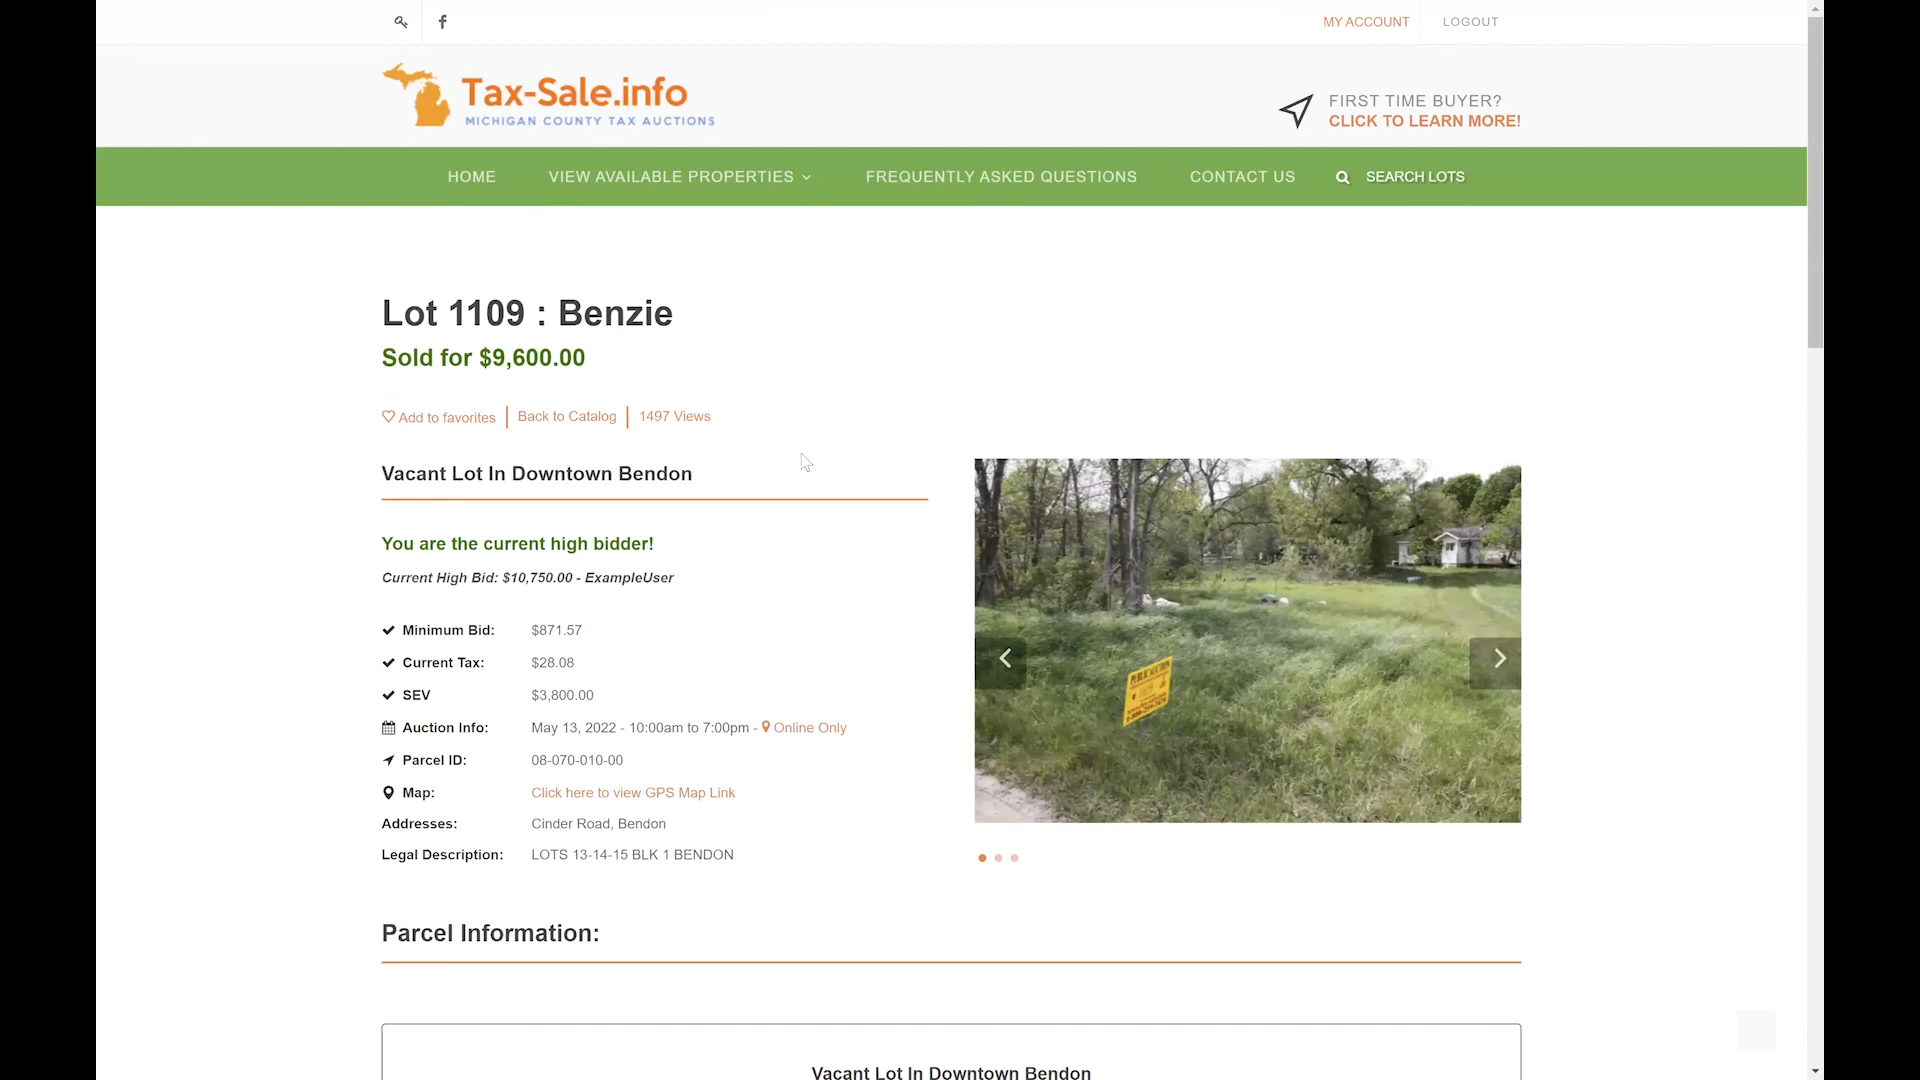 MY ACCOUNT
LOGOUT
Tax-Sale.info
MICHIGAN COUNTY TAX AUCTIONS
FIRST TIME BUYER?
CLICK TO LEARN MORE!
HOME
VIEW AVAILABLE PROPERTIES
FREQUENTLY ASKED QUESTIONS
CONTACT US
SEARCH LOTS
Lot 1109 : Benzie
Sold for $9,600.00
Add to favorites
Back to Catalog
1497 Views
Vacant Lot In Downtown Bendon
You are the current high bidder!
Current High Bid: $10,750.00 - ExampleUser
Minimum Bid: $871.57
Current Tax: $28.08
SEV $3,800.00
Auction Info: May 13, 2022 - 10:00am to 7:00pm - Online Only
Parcel ID: 08-070-010-00
Map: Click here to view GPS Map Link
Addresses: Cinder Road, Bendon
Legal Description: LOTS 13-14-15 BLK 1 BENDON
PUBLIC AUCTION
Parcel Information:
Vacant Lot In Downtown Bendon